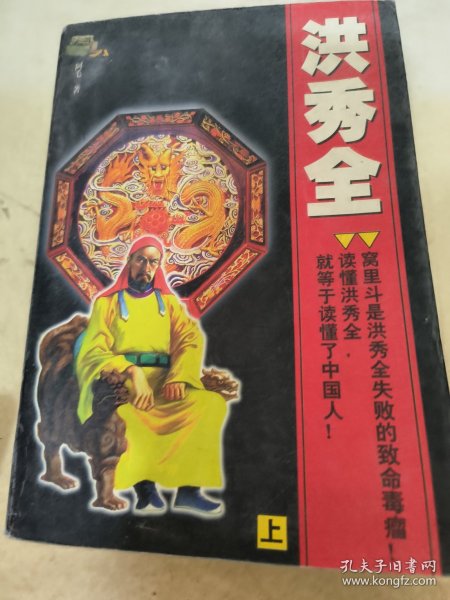 洪秀全
窝里斗是洪秀全失败的致命毒瘤！
读懂洪秀全，
就等于读懂了中国人！
著
上
孔夫子旧书网
www.kongfz.com